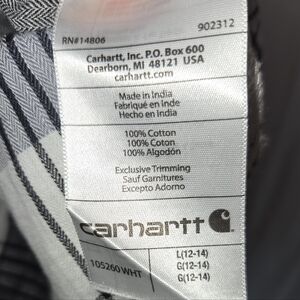 RN#14806 902312
Carhartt, Inc. P.O. Box 600
Dearborn, MI 48121 USA
carhartt.com
Made in India
Fabriqué en Inde
Hecho en India
100% Cotton
100% Coton
100% Algodón
Exclusive Trimming
Sauf Garnitures
Excepto Adorno
carhartt
105260WHT
L(12-14)
G(12-14)
G(12-14)